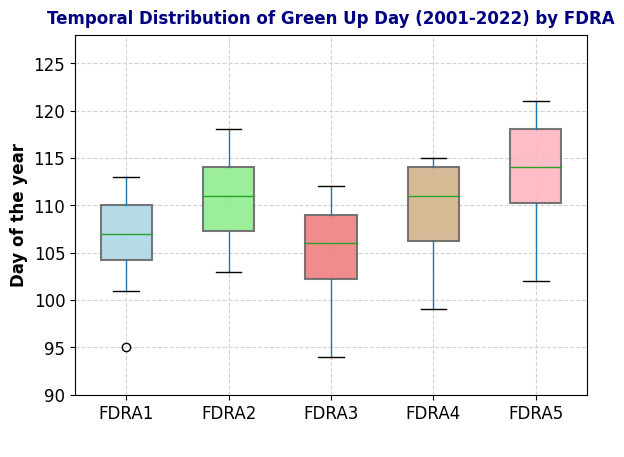 Temporal Distribution of Green Up Day (2001-2022) by FDRA
Day of the year
125
120
115
110
105
100
95
90
FDRA1 FDRA2 FDRA3 FDRA4 FDRA5